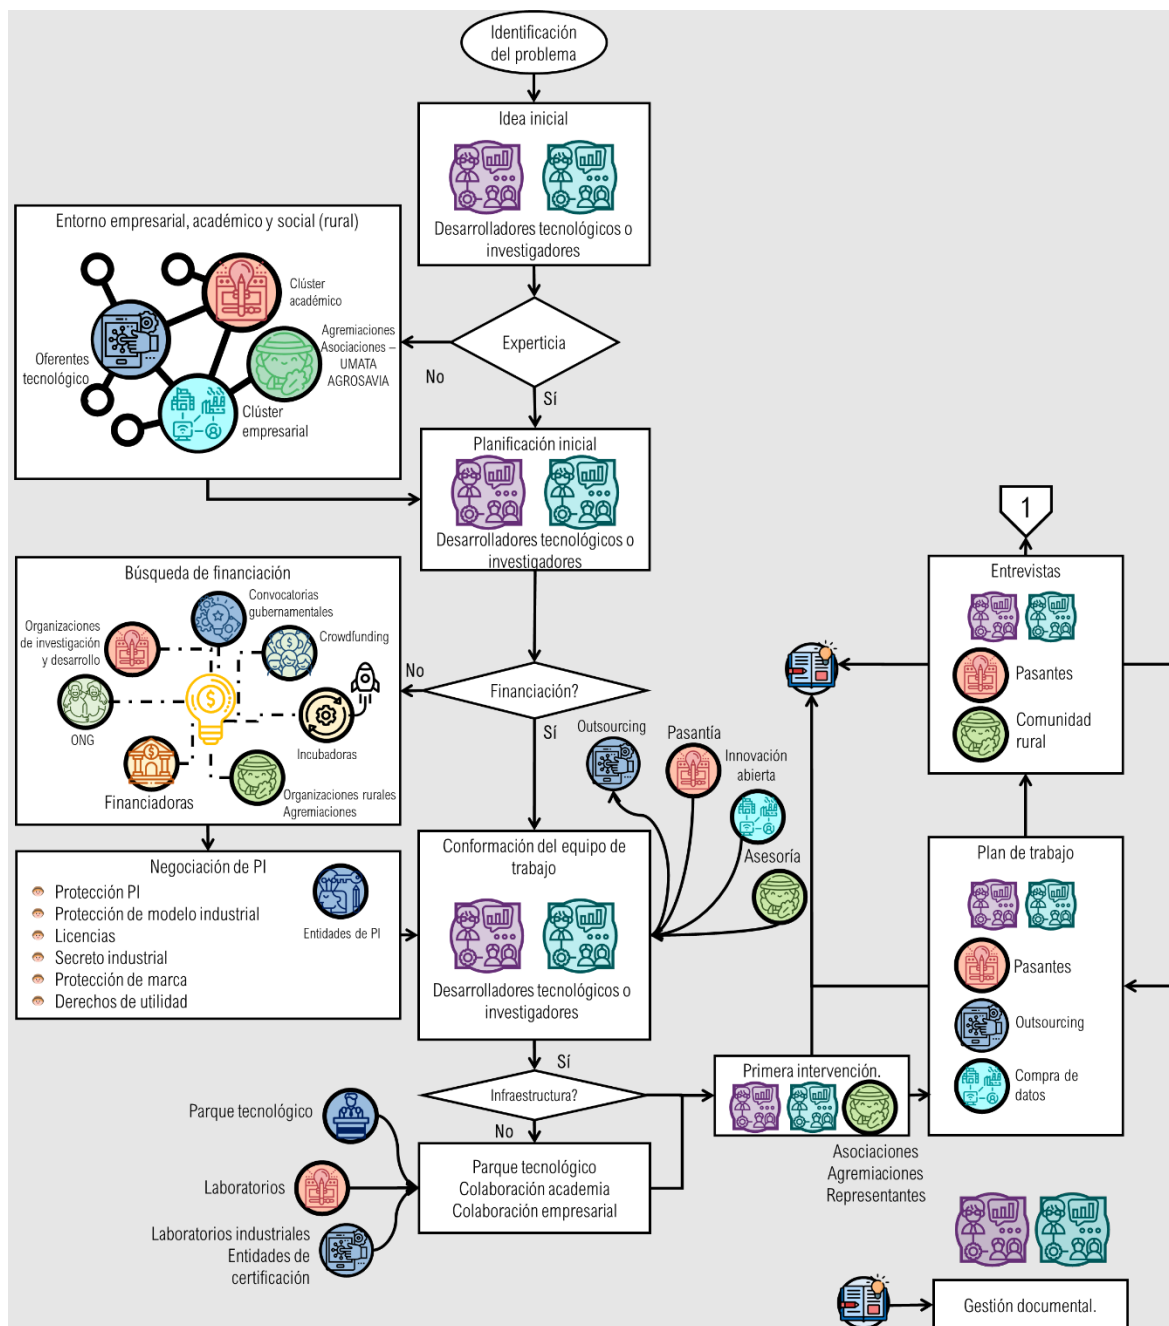 Identificación
del problema
Idea inicial
Desarrolladores tecnológicos o
investigadores
Entorno empresarial, académico y social (rural)
Clúster
académico
Agremiaciones
Asociaciones –
UMATA
AGROSAVIA
Oferentes
tecnológico
Clúster
empresarial
Experticia
No
Sí
Planificación inicial
Desarrolladores tecnológicos o
investigadores
Búsqueda de financiación
Convocatorias
gubernamentales
Organizaciones
de investigación
y desarrollo
Crowdfunding
ONG
Incubadoras
Financiadoras
Organizaciones rurales
Agremiaciones
No
Financiación?
Sí
Outsourcing
Pasantía
Innovación
abierta
Asesoría
Negociación de PI
Protección PI
Protección de modelo industrial
Licencias
Secreto industrial
Protección de marca
Derechos de utilidad
Entidades de PI
Conformación del equipo de
trabajo
Desarrolladores tecnológicos o
investigadores
Sí
Infraestructura?
No
Parque tecnológico
Laboratorios
Laboratorios industriales
Entidades de
certificación
Parque tecnológico
Colaboración academia
Colaboración empresarial
Primera intervención.
Asociaciones
Agremiaciones
Representantes
1
Entrevistas
Pasantes
Comunidad
rural
Plan de trabajo
Pasantes
Outsourcing
Compra de
datos
Gestión documental.